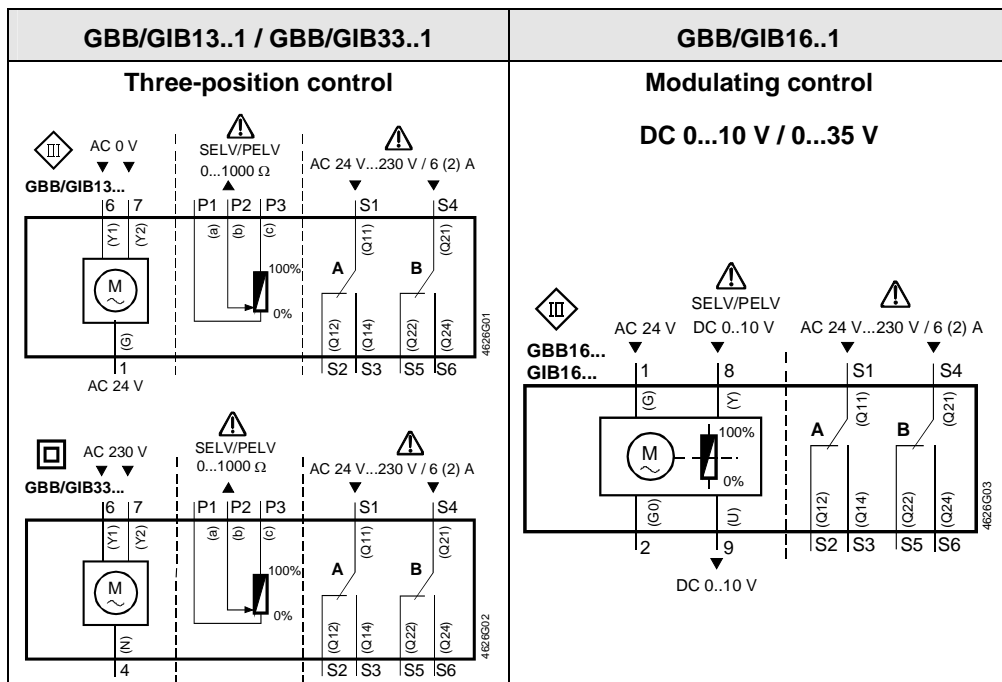 GBB/GIB13..1 / GBB/GIB33..1
Three-position control
III
AC 0 V
SELV/PELV
0...1000 Ω
AC 24 V...230 V / 6 (2) A
GBB/GIB13...
6 7 P1 P2 P3 S1 S4
(Y1) (Y2) (a) (b) (c) (Q11) (Q21)
M
100%
0%
A B
(G) (Q12) (Q14) (Q22) (Q24)
1 S2 S3 S5 S6
AC 24 V
4626G01
AC 230 V
SELV/PELV
0...1000 Ω
AC 24 V...230 V / 6 (2) A
GBB/GIB33...
6 7 P1 P2 P3 S1 S4
(Y1) (Y2) (a) (b) (c) (Q11) (Q21)
M
100%
0%
A B
(N) (Q12) (Q14) (Q22) (Q24)
4 S2 S3 S5 S6
4626G02
GBB/GIB16..1
Modulating control
DC 0...10 V / 0...35 V
III
SELV/PELV
AC 24 V DC 0..10 V AC 24 V...230 V / 6 (2) A
GBB16...
GIB16...
1 8 S1 S4
(G) (Y) (Q11) (Q21)
M
100%
0%
A B
(G0) (U) (Q12) (Q14) (Q22) (Q24)
2 9 S2 S3 S5 S6
DC 0..10 V
4626G03